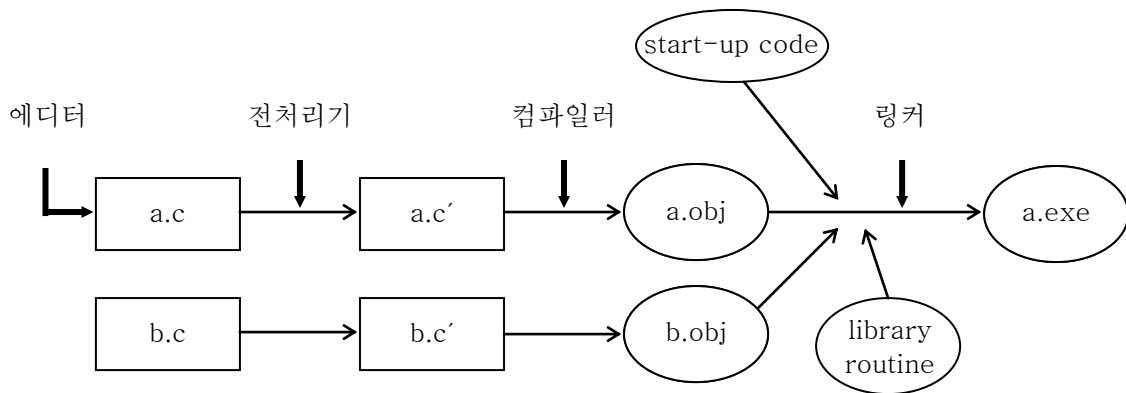 start-up code
에디터
전처리기
컴파일러
링커
a.c
a.c´
a.obj
a.exe
b.c
b.c´
b.obj
library
routine